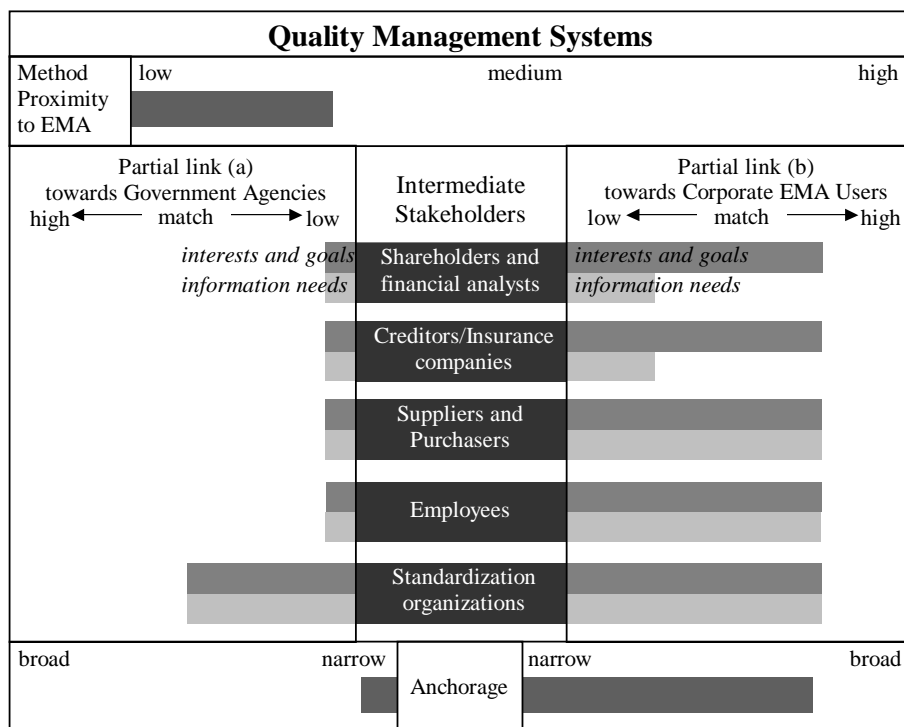 Quality Management Systems
Method
Proximity
to EMA
low medium high
Partial link (a)
towards Government Agencies
high match low
Intermediate
Stakeholders
Partial link (b)
towards Corporate EMA Users
low match high
interests and goals
information needs
Shareholders and
financial analysts
interests and goals
information needs
Creditors/Insurance
companies
Suppliers and
Purchasers
Employees
Standardization
organizations
broad narrow
Anchorage
narrow broad